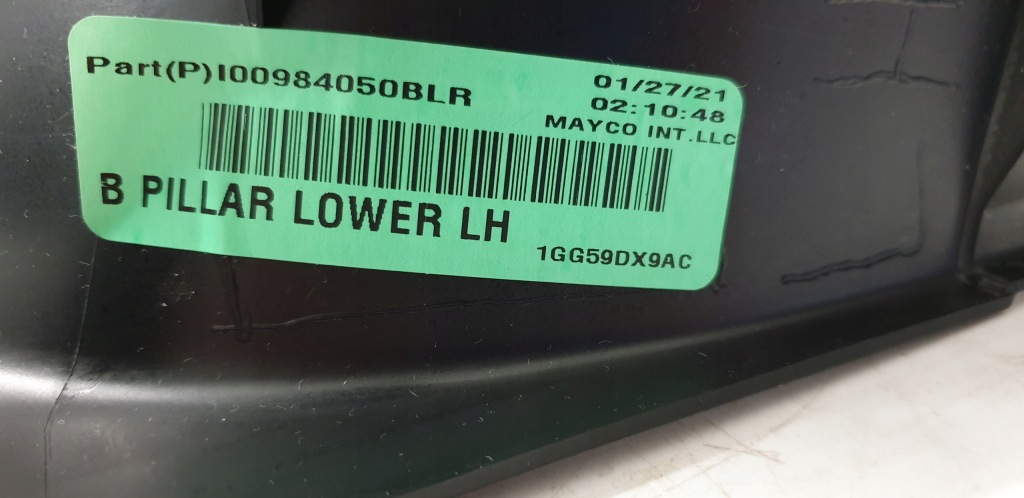 Part(P)I00984050BLR
01/27/21
02:10:48
MAYCO INT.LLC
B PILLAR LOWER LH
1GG59DX9AC